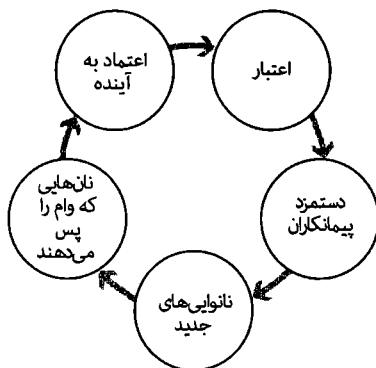 اعتماد به
آینده
اعتبار
دستمزد
پیمانکاران
نانوایی‌های
جدید
نان‌هایی
که وام را
پس
می‌دهند